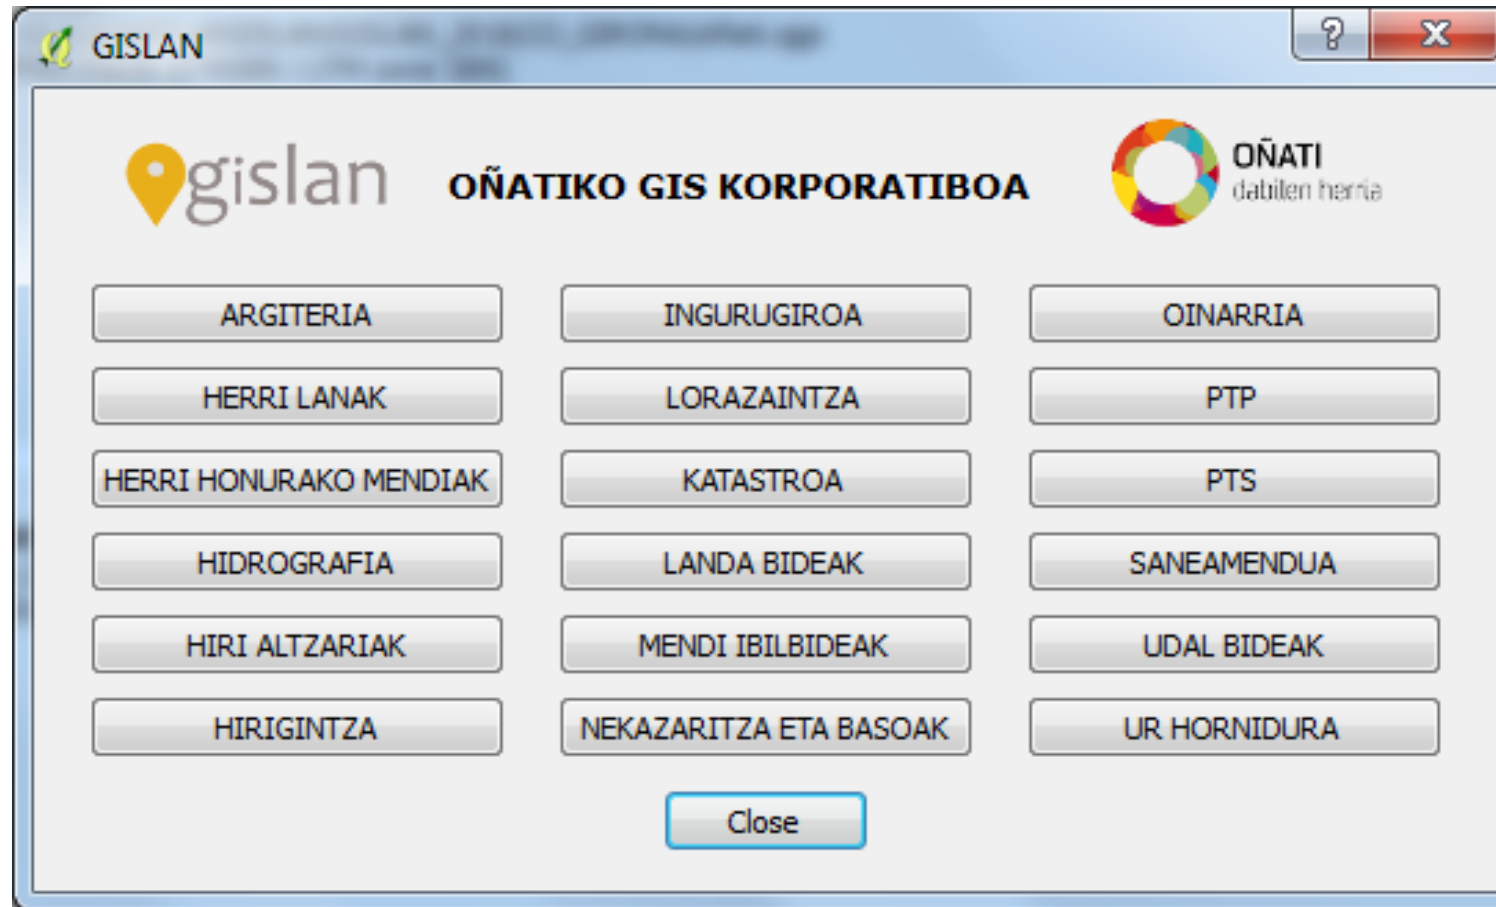 GISLAN
gislan
OÑATIKO GIS KORPORATIBOA
OÑATI
dabilen herria
ARGITERIA
INGURUGIROA
OINARRIA
HERRI LANAK
LORAZAINTZA
PTP
HERRI HONURAKO MENDIAK
KATASTROA
PTS
HIDROGRAFIA
LANDA BIDEAK
SANEAMENDUA
HIRI ALTZARIAK
MENDI IBILBIDEAK
UDAL BIDEAK
HIRIGINTZA
NEKAZARITZA ETA BASOAK
UR HORNIDURA
Close